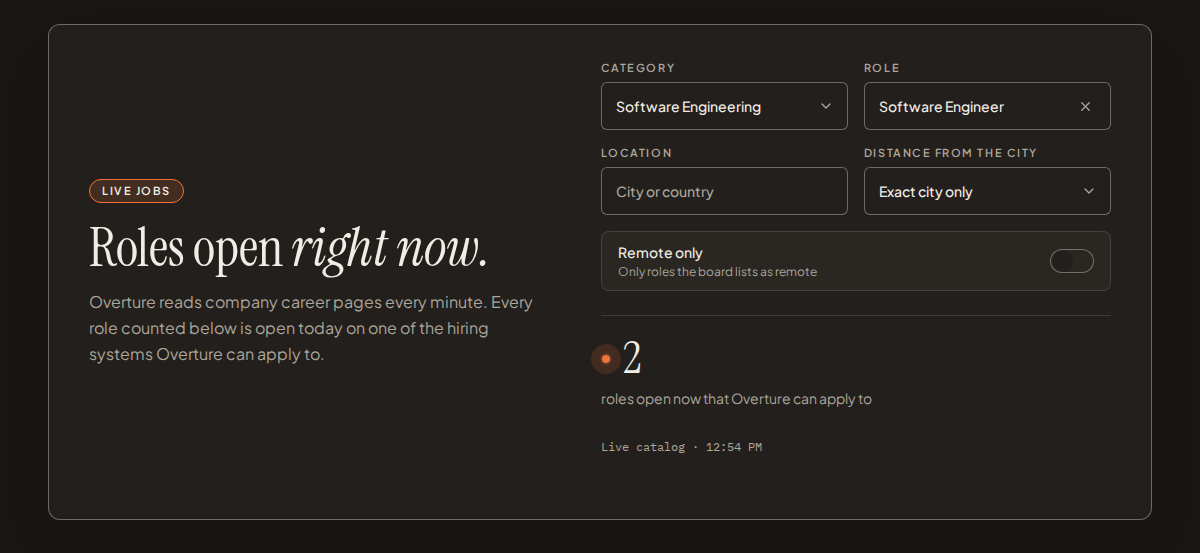 LIVE JOBS
Roles open right now.
Overture reads company career pages every minute. Every
role counted below is open today on one of the hiring
systems Overture can apply to.
CATEGORY
Software Engineering
ROLE
Software Engineer
LOCATION
City or country
DISTANCE FROM THE CITY
Exact city only
Remote only
Only roles the board lists as remote
2
roles open now that Overture can apply to
Live catalog · 12:54 PM